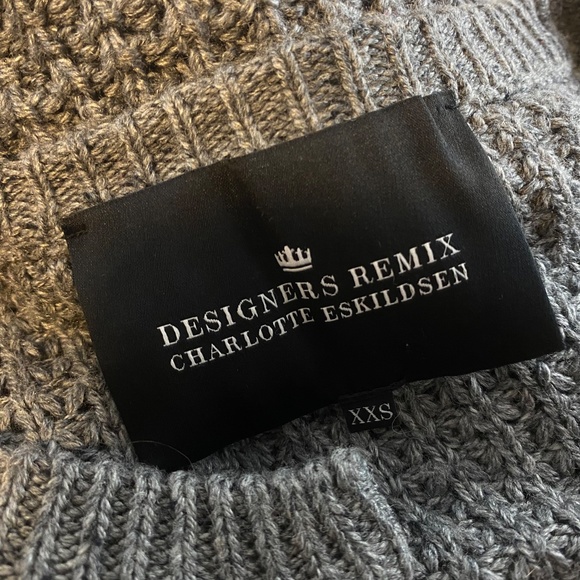 DESIGNERS REMIX
CHARLOTTE ESKILDSEN
XXS